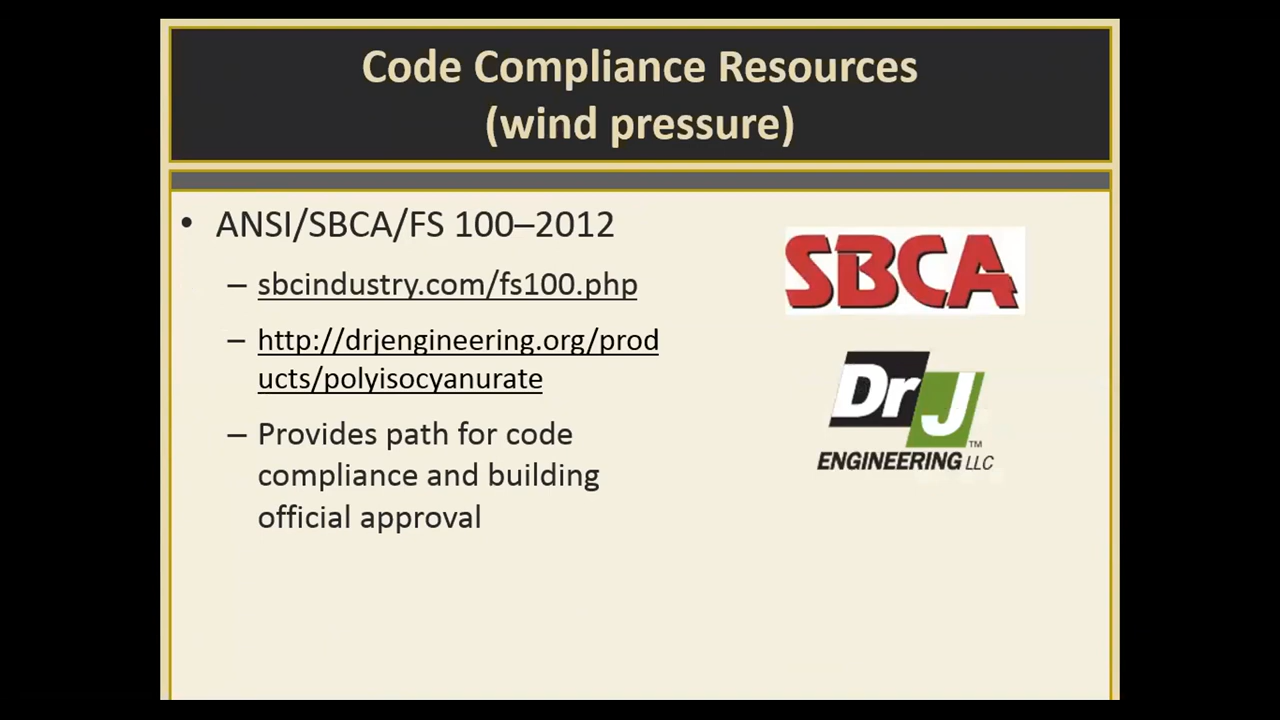 Code Compliance Resources
(wind pressure)
• ANSI/SBCA/FS 100–2012
– sbcindustry.com/fs100.php
– http://drjengineering.org/prod
ucts/polyisocyanurate
– Provides path for code
compliance and building
official approval
SBCA
DrJ™
ENGINEERING LLC